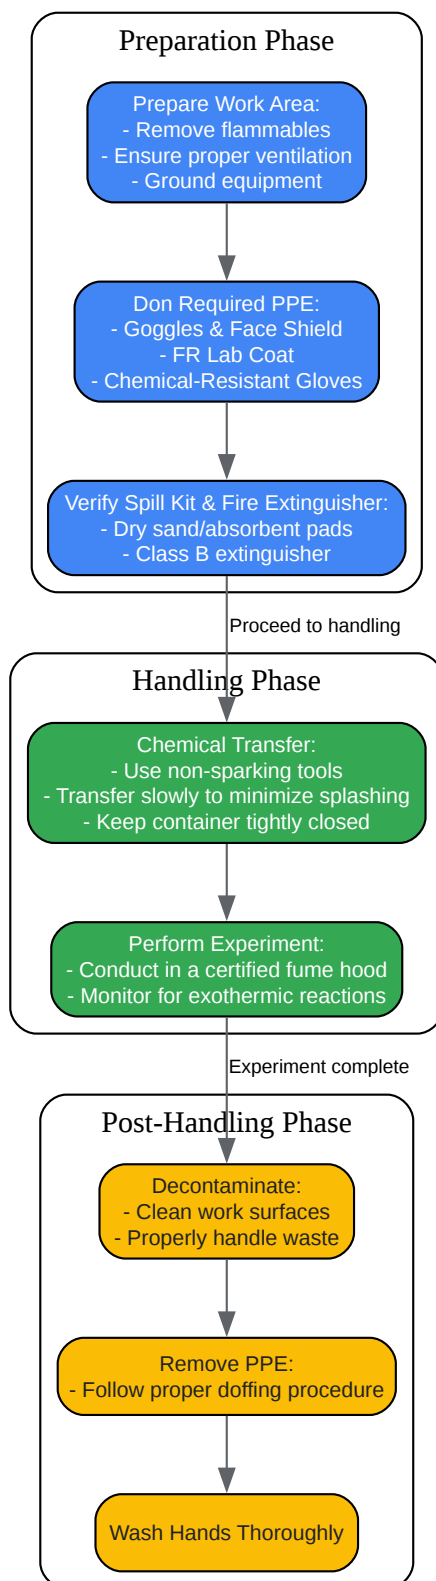 Preparation Phase
Prepare Work Area:
- Remove flammables
- Ensure proper ventilation
- Ground equipment
Don Required PPE:
- Goggles & Face Shield
- FR Lab Coat
- Chemical-Resistant Gloves
Verify Spill Kit & Fire Extinguisher:
- Dry sand/absorbent pads
- Class B extinguisher
Proceed to handling
Handling Phase
Chemical Transfer:
- Use non-sparking tools
- Transfer slowly to minimize splashing
- Keep container tightly closed
Perform Experiment:
- Conduct in a certified fume hood
- Monitor for exothermic reactions
Experiment complete
Post-Handling Phase
Decontaminate:
- Clean work surfaces
- Properly handle waste
Remove PPE:
- Follow proper doffing procedure
Wash Hands Thoroughly